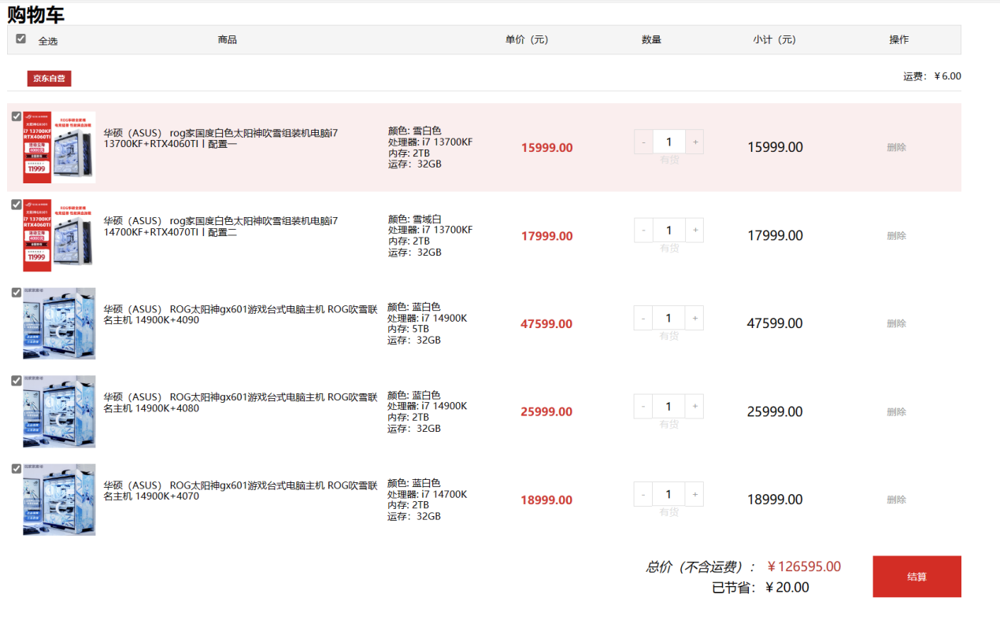 购物车
全选 商品 单价（元） 数量 小计（元） 操作
京东自营 运费：¥6.00
华硕（ASUS） rog家国度白色太阳神吹雪组装机电脑i7
13700KF+RTX4060TI丨配置一
颜色: 雪白色
处理器: i7 13700KF
内存: 2TB
运存：32GB
15999.00
- 1 +
有货
15999.00
删除
i7 13700KF
RTX4060TI
11999
华硕（ASUS） rog家国度白色太阳神吹雪组装机电脑i7
14700KF+RTX4070TI丨配置二
颜色: 雪域白
处理器: i7 13700KF
内存: 2TB
运存：32GB
17999.00
- 1 +
有货
17999.00
删除
i7 13700KF
RTX4060TI
11999
华硕（ASUS） ROG太阳神gx601游戏台式电脑主机 ROG吹雪联
名主机 14900K+4090
颜色: 蓝白色
处理器: i7 14900K
内存: 5TB
运存：32GB
47599.00
- 1 +
有货
47599.00
删除
华硕（ASUS） ROG太阳神gx601游戏台式电脑主机 ROG吹雪联
名主机 14900K+4080
颜色: 蓝白色
处理器: i7 14900K
内存: 2TB
运存：32GB
25999.00
- 1 +
有货
25999.00
删除
华硕（ASUS） ROG太阳神gx601游戏台式电脑主机 ROG吹雪联
名主机 14900K+4070
颜色: 蓝白色
处理器: i7 14700K
内存: 2TB
运存：32GB
18999.00
- 1 +
有货
18999.00
删除
总价（不含运费）： ¥126595.00
已节省： ¥20.00
结算